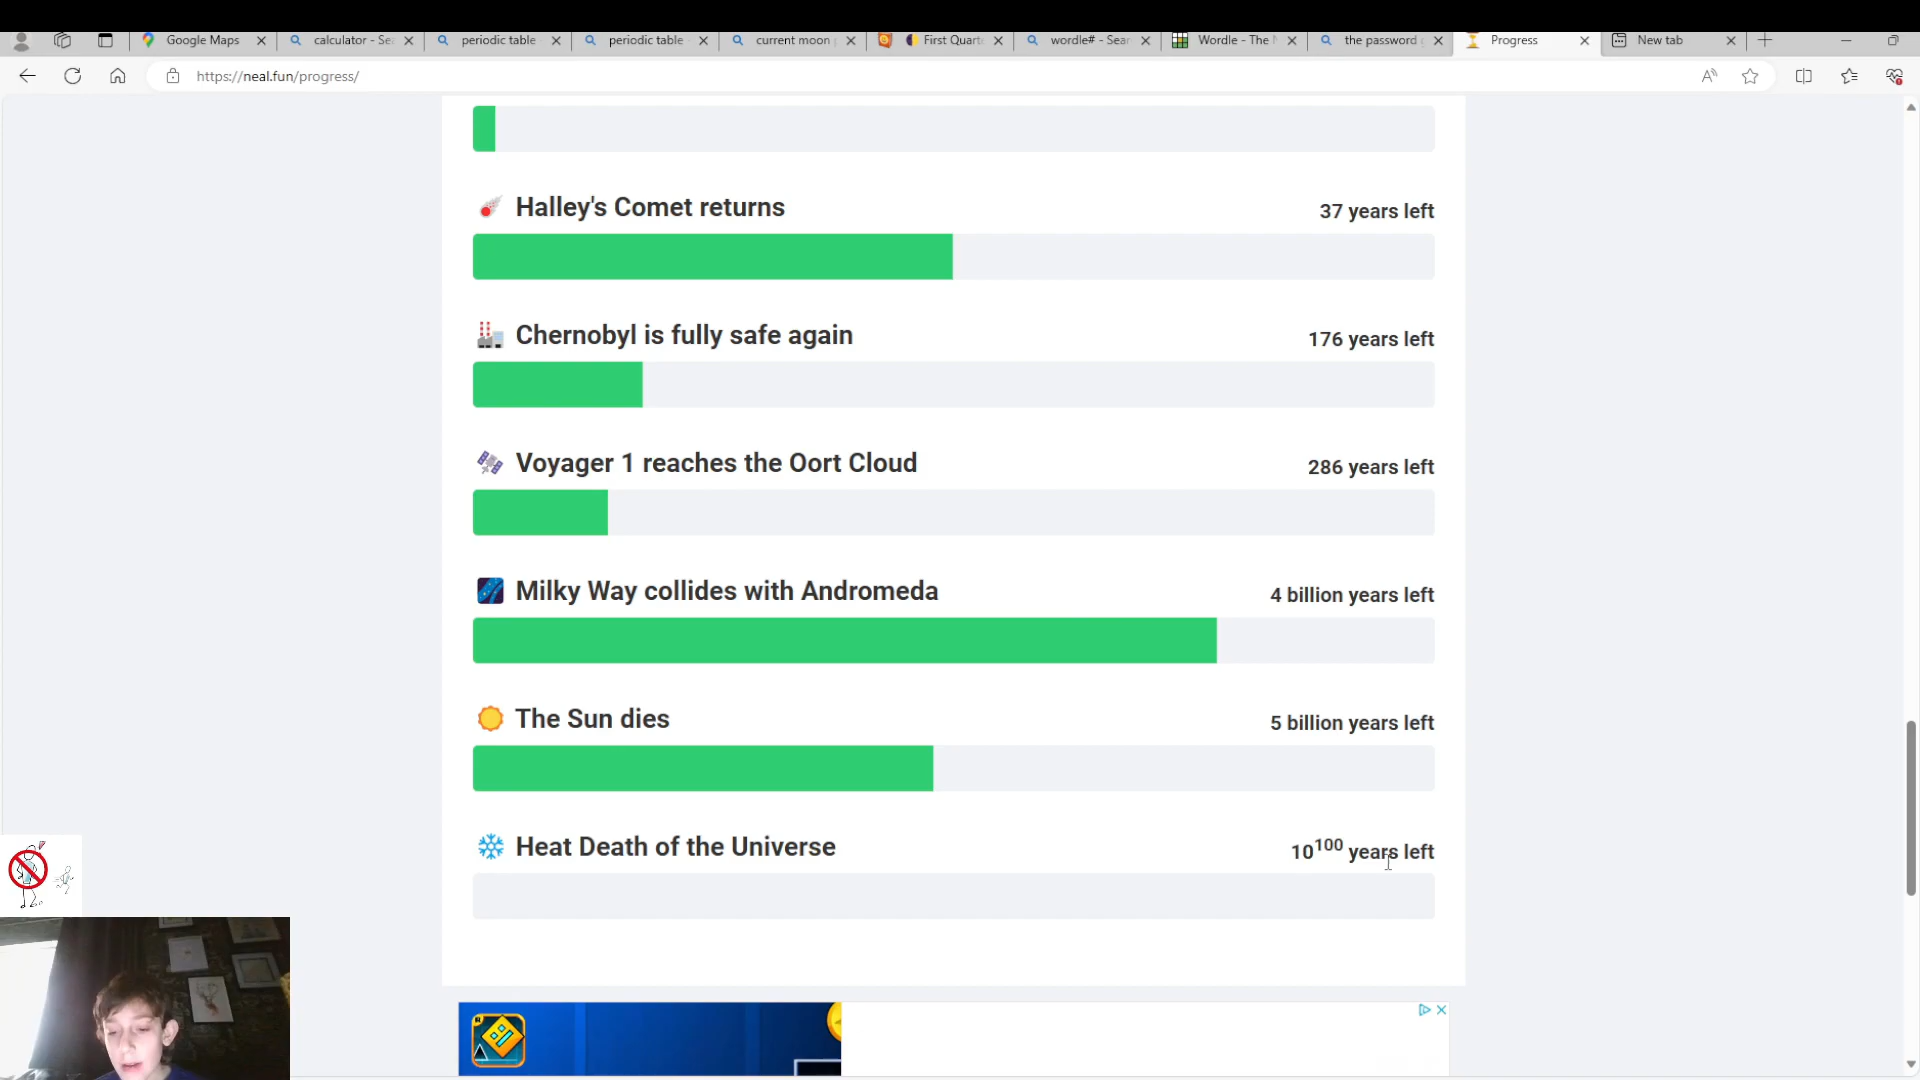 Google Maps
calculator - Se
periodic table
periodic table
current moon
First Quart
wordle# - Sear
Wordle - The
the password
Progress
New tab
https://neal.fun/progress/
Halley's Comet returns
37 years left
Chernobyl is fully safe again
176 years left
Voyager 1 reaches the Oort Cloud
286 years left
Milky Way collides with Andromeda
4 billion years left
The Sun dies
5 billion years left
Heat Death of the Universe
10¹⁰⁰ years left